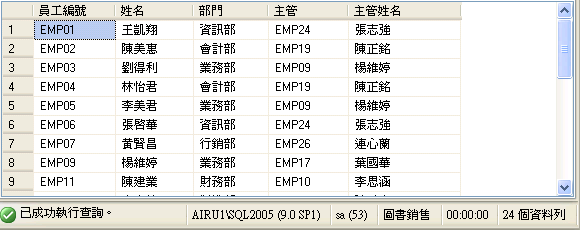 員工編號 姓名 部門 主管 主管姓名
1 EMP01 王凱翔 資訊部 EMP24 張志強
2 EMP02 陳美惠 會計部 EMP19 陳正銘
3 EMP03 劉得利 業務部 EMP09 楊維婷
4 EMP04 林怡君 會計部 EMP19 陳正銘
5 EMP05 李美君 業務部 EMP09 楊維婷
6 EMP06 張啓華 資訊部 EMP24 張志強
7 EMP07 黃賢昌 行銷部 EMP26 連心蘭
8 EMP09 楊維婷 業務部 EMP17 葉國華
9 EMP11 陳建業 財務部 EMP10 李思涵
已成功執行查詢。 AIRU1\SQL2005 (9.0 SP1) sa (53) 圖書銷售 00:00:00 24 個資料列